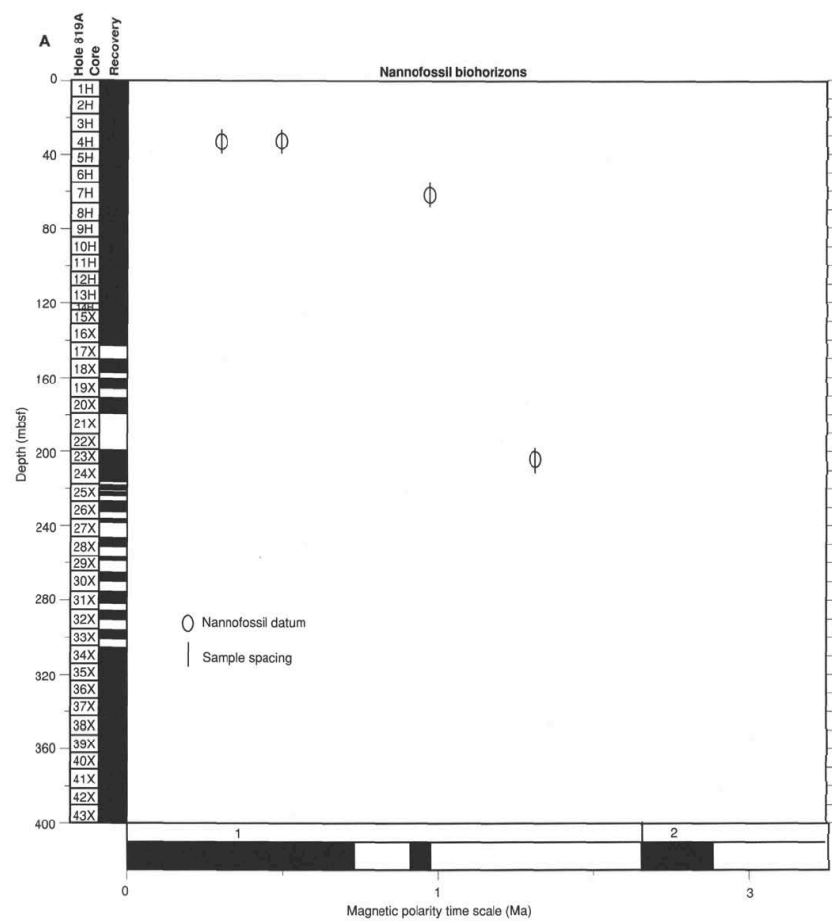 A
Hole 819A
Core
Recovery
Nannofossil biohorizons
0
40
80
120
160
200
240
280
320
360
400
Depth (mbsf)
1H
2H
3H
4H
5H
6H
7H
8H
9H
10H
11H
12H
13H
14H
15X
16X
17X
18X
19X
20X
21X
22X
23X
24X
25X
26X
27X
28X
29X
30X
31X
32X
33X
34X
35X
36X
37X
38X
39X
40X
41X
42X
43X
Nannofossil datum
Sample spacing
1 2
0 1 3
Magnetic polarity time scale (Ma)